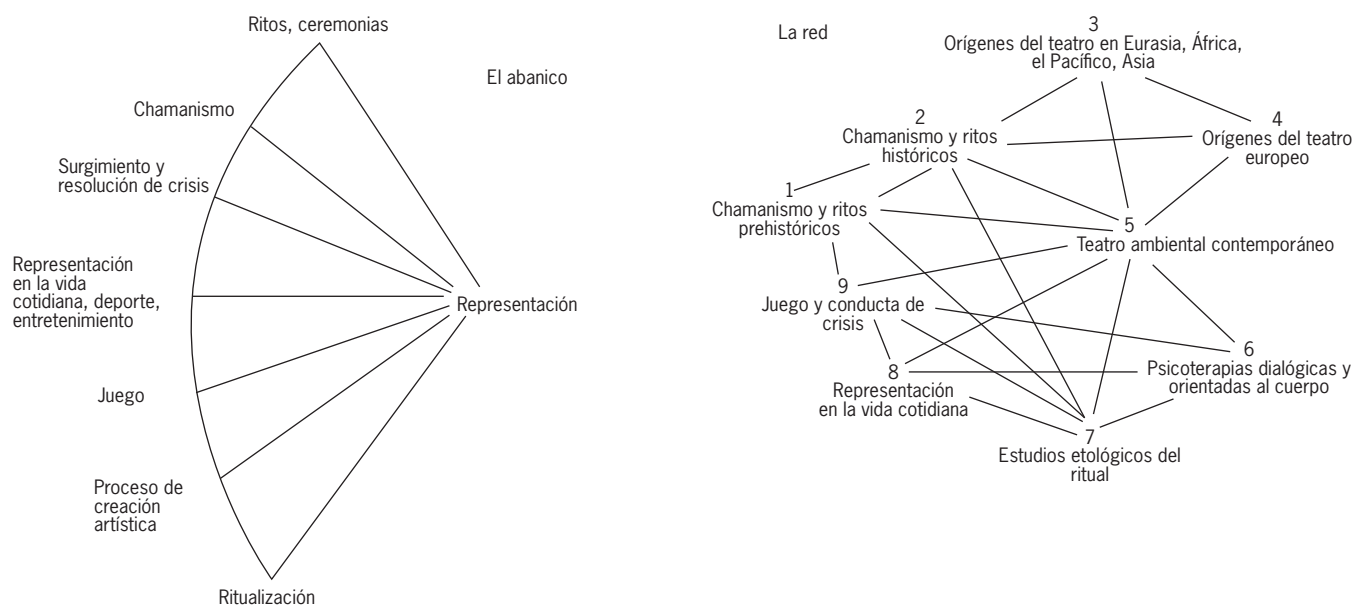 Ritos, ceremonias
El abanico
Chamanismo
Surgimiento y
resolución de crisis
Representación
en la vida
cotidiana, deporte,
entretenimiento
Representación
Juego
Proceso de
creación
artística
Ritualización
La red
3
Orígenes del teatro en Eurasia, África,
el Pacífico, Asia
2
Chamanismo y ritos
históricos
4
Orígenes del teatro
europeo
1
Chamanismo y ritos
prehistóricos
5
Teatro ambiental contemporáneo
9
Juego y conducta de
crisis
6
Psicoterapias dialógicas y
orientadas al cuerpo
8
Representación
en la vida cotidiana
7
Estudios etológicos del
ritual